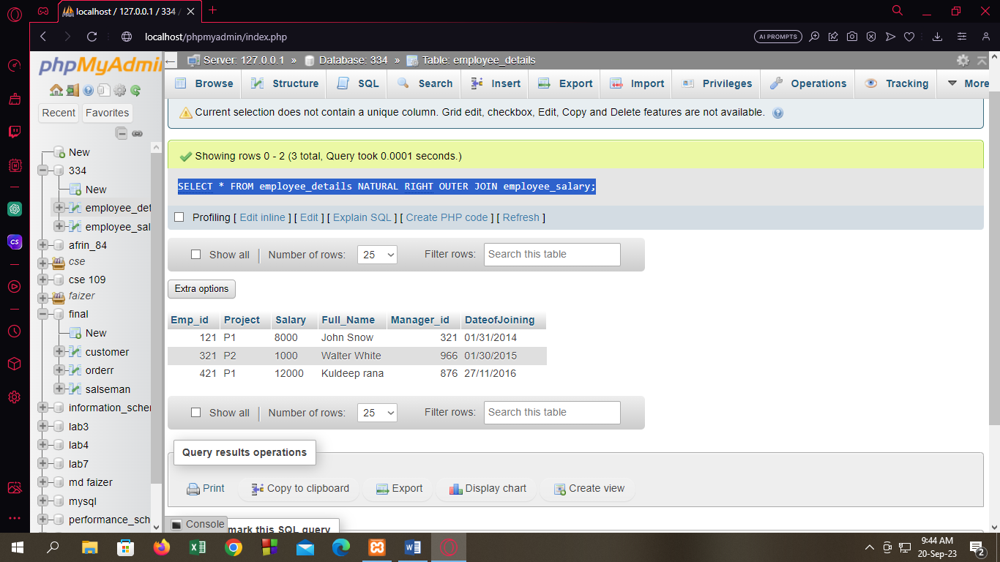 localhost / 127.0.0.1 / 334 /
localhost/phpmyadmin/index.php
AI PROMPTS
phpMyAdmin
Recent Favorites
New
334
New
employee_det
employee_sal
afrin_84
cse
cse 109
faizer
final
New
customer
orderr
salseman
information_scher
lab3
lab4
lab7
md faizer
mysql
performance_sch
CS
Server: 127.0.0.1 » Database: 334 » Table: employee_details
Browse Structure SQL Search Insert Export Import Privileges Operations Tracking More
Current selection does not contain a unique column. Grid edit, checkbox, Edit, Copy and Delete features are not available.
Showing rows 0 - 2 (3 total, Query took 0.0001 seconds.)
SELECT * FROM employee_details NATURAL RIGHT OUTER JOIN employee_salary;
Profiling [ Edit inline ] [ Edit ] [ Explain SQL ] [ Create PHP code ] [ Refresh ]
Show all Number of rows: 25 Filter rows: Search this table
Extra options
Emp_id Project Salary Full_Name Manager_id DateofJoining
121 P1 8000 John Snow 321 01/31/2014
321 P2 1000 Walter White 966 01/30/2015
421 P1 12000 Kuldeep rana 876 27/11/2016
Show all Number of rows: 25 Filter rows: Search this table
Query results operations
Print Copy to clipboard Export Display chart Create view
Console
mark this SQL query
9:44 AM
20-Sep-23
2